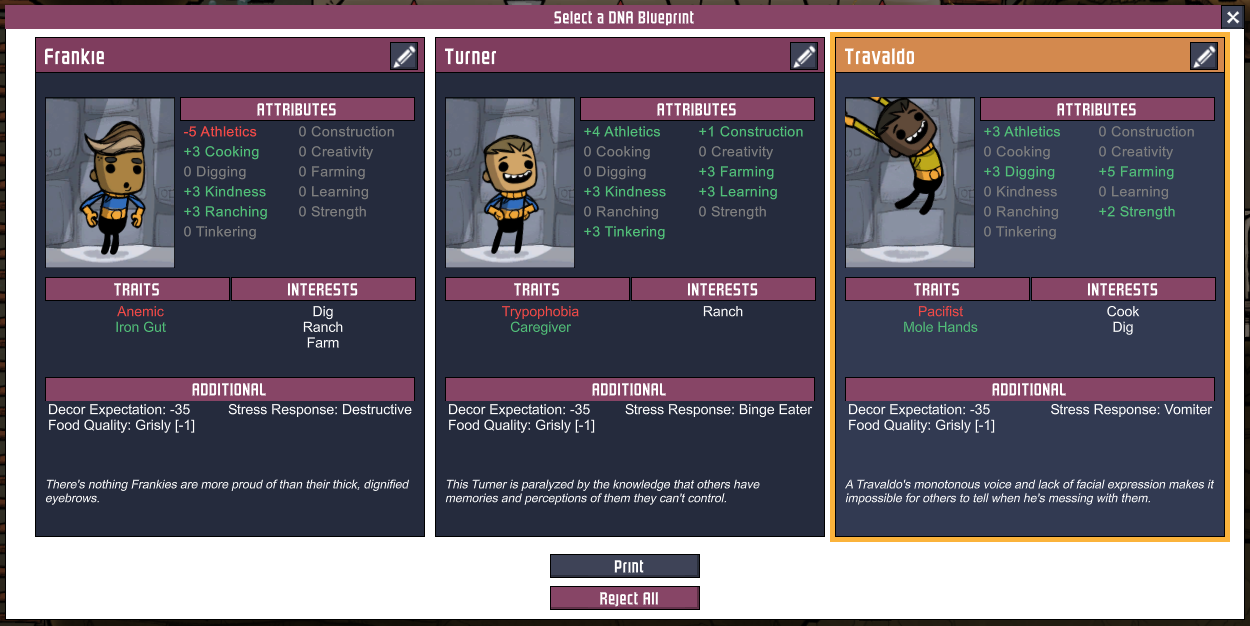 Select a DNA Blueprint
Frankie
ATTRIBUTES
-5 Athletics 0 Construction
+3 Cooking 0 Creativity
0 Digging 0 Farming
+3 Kindness 0 Learning
+3 Ranching 0 Strength
0 Tinkering
TRAITS INTERESTS
Anemic Dig
Iron Gut Ranch
Farm
ADDITIONAL
Decor Expectation: -35 Stress Response: Destructive
Food Quality: Grisly [-1]
There's nothing Frankies are more proud of than their thick, dignified
eyebrows.
Turner
ATTRIBUTES
+4 Athletics +1 Construction
0 Cooking 0 Creativity
0 Digging +3 Farming
+3 Kindness +3 Learning
0 Ranching 0 Strength
+3 Tinkering
TRAITS INTERESTS
Trypophobia Ranch
Caregiver
ADDITIONAL
Decor Expectation: -35 Stress Response: Binge Eater
Food Quality: Grisly [-1]
This Turner is paralyzed by the knowledge that others have
memories and perceptions of them they can't control.
Travaldo
ATTRIBUTES
+3 Athletics 0 Construction
0 Cooking 0 Creativity
+3 Digging +5 Farming
0 Kindness 0 Learning
0 Ranching +2 Strength
0 Tinkering
TRAITS INTERESTS
Pacifist Cook
Mole Hands Dig
ADDITIONAL
Decor Expectation: -35 Stress Response: Vomiter
Food Quality: Grisly [-1]
A Travaldo's monotonous voice and lack of facial expression makes it
impossible for others to tell when he's messing with them.
Print
Reject All